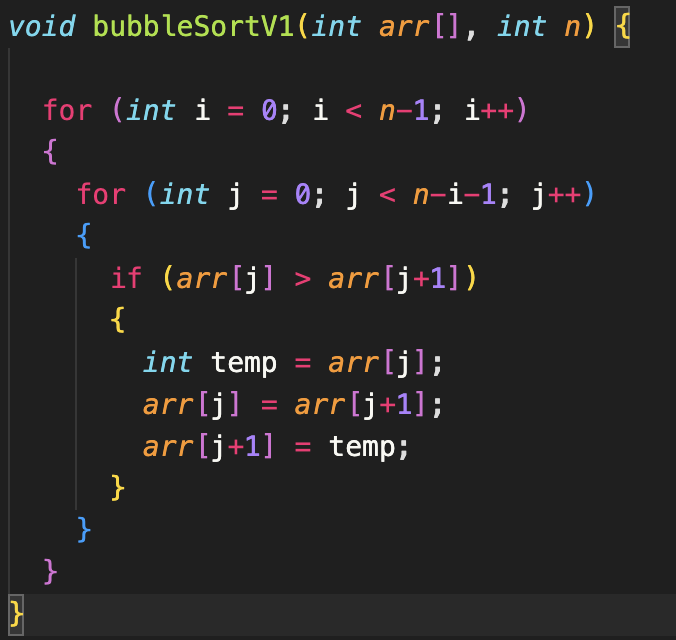 void bubbleSortV1(int arr[], int n) {
for (int i = 0; i < n-1; i++)
{
for (int j = 0; j < n-i-1; j++)
{
if (arr[j] > arr[j+1])
{
int temp = arr[j];
arr[j] = arr[j+1];
arr[j+1] = temp;
}
}
}
}